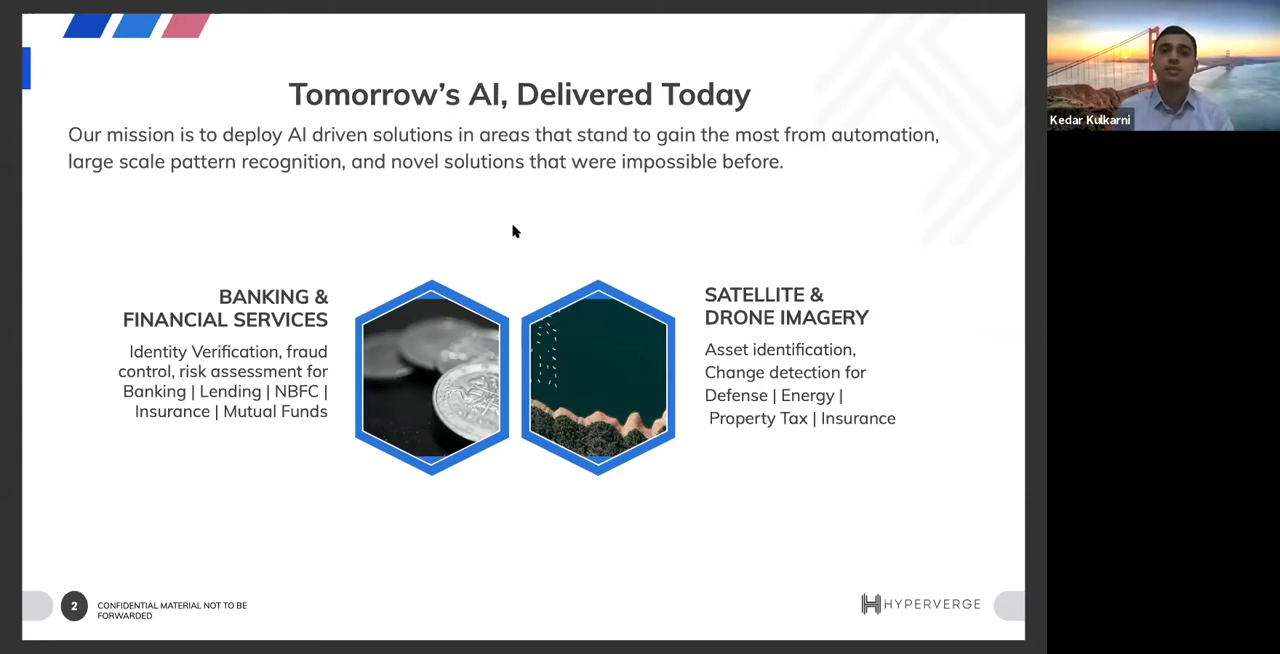 Tomorrow's AI, Delivered Today
Our mission is to deploy AI driven solutions in areas that stand to gain the most from automation,
large scale pattern recognition, and novel solutions that were impossible before.
BANKING &
FINANCIAL SERVICES
Identity Verification, fraud
control, risk assessment for
Banking | Lending | NBFC |
Insurance | Mutual Funds
SATELLITE &
DRONE IMAGERY
Asset identification,
Change detection for
Defense | Energy |
Property Tax | Insurance
2
CONFIDENTIAL MATERIAL NOT TO BE
FORWARDED
HYPERVERGE
Kedar Kulkarni